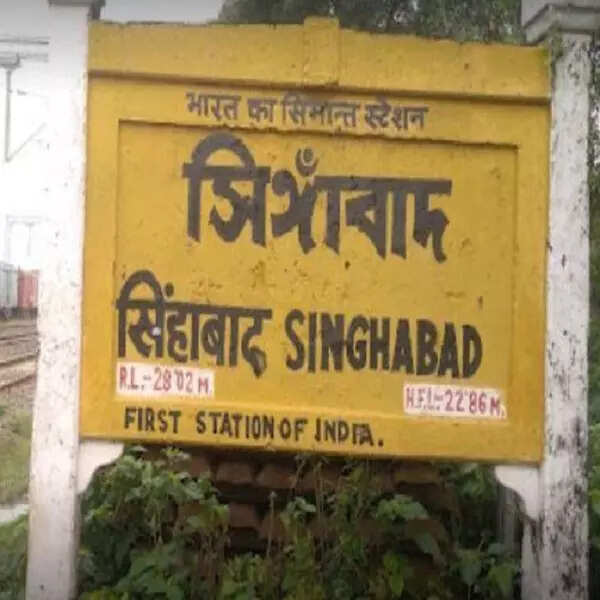 भारत का सिमान्त स्टेशन
সিঙ্গাবাদ
सिंहाबाद SINGHABAD
R.L.-28'02 M. H.F.L-22'86 M.
FIRST STATION OF INDIA.